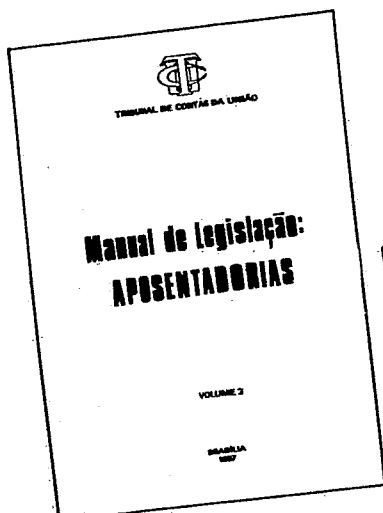 TRIBUNAL DE CONTAS DA UNIÃO
Manual de Legislação:
APOSENTADORIAS
VOLUME 2
BRASÍLIA